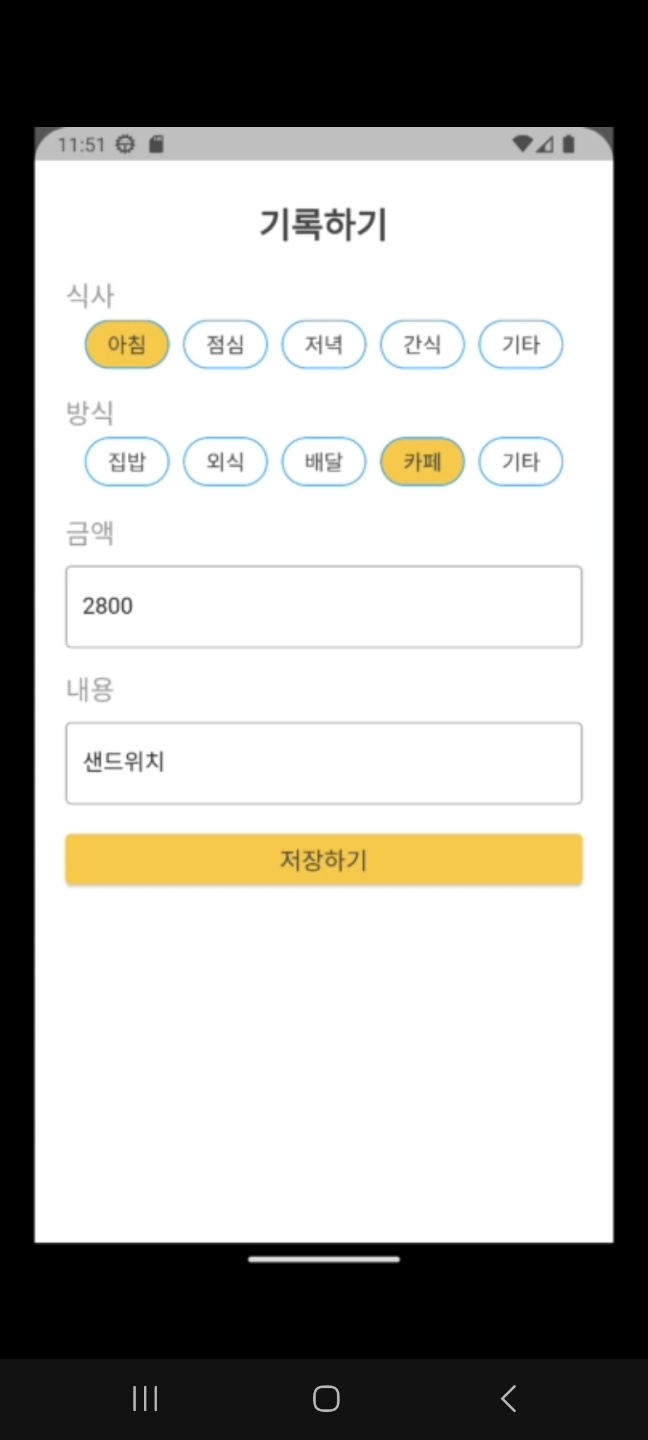 11:51
기록하기
식사
아침 점심 저녁 간식 기타
방식
집밥 외식 배달 카페 기타
금액
2800
내용
샌드위치
저장하기